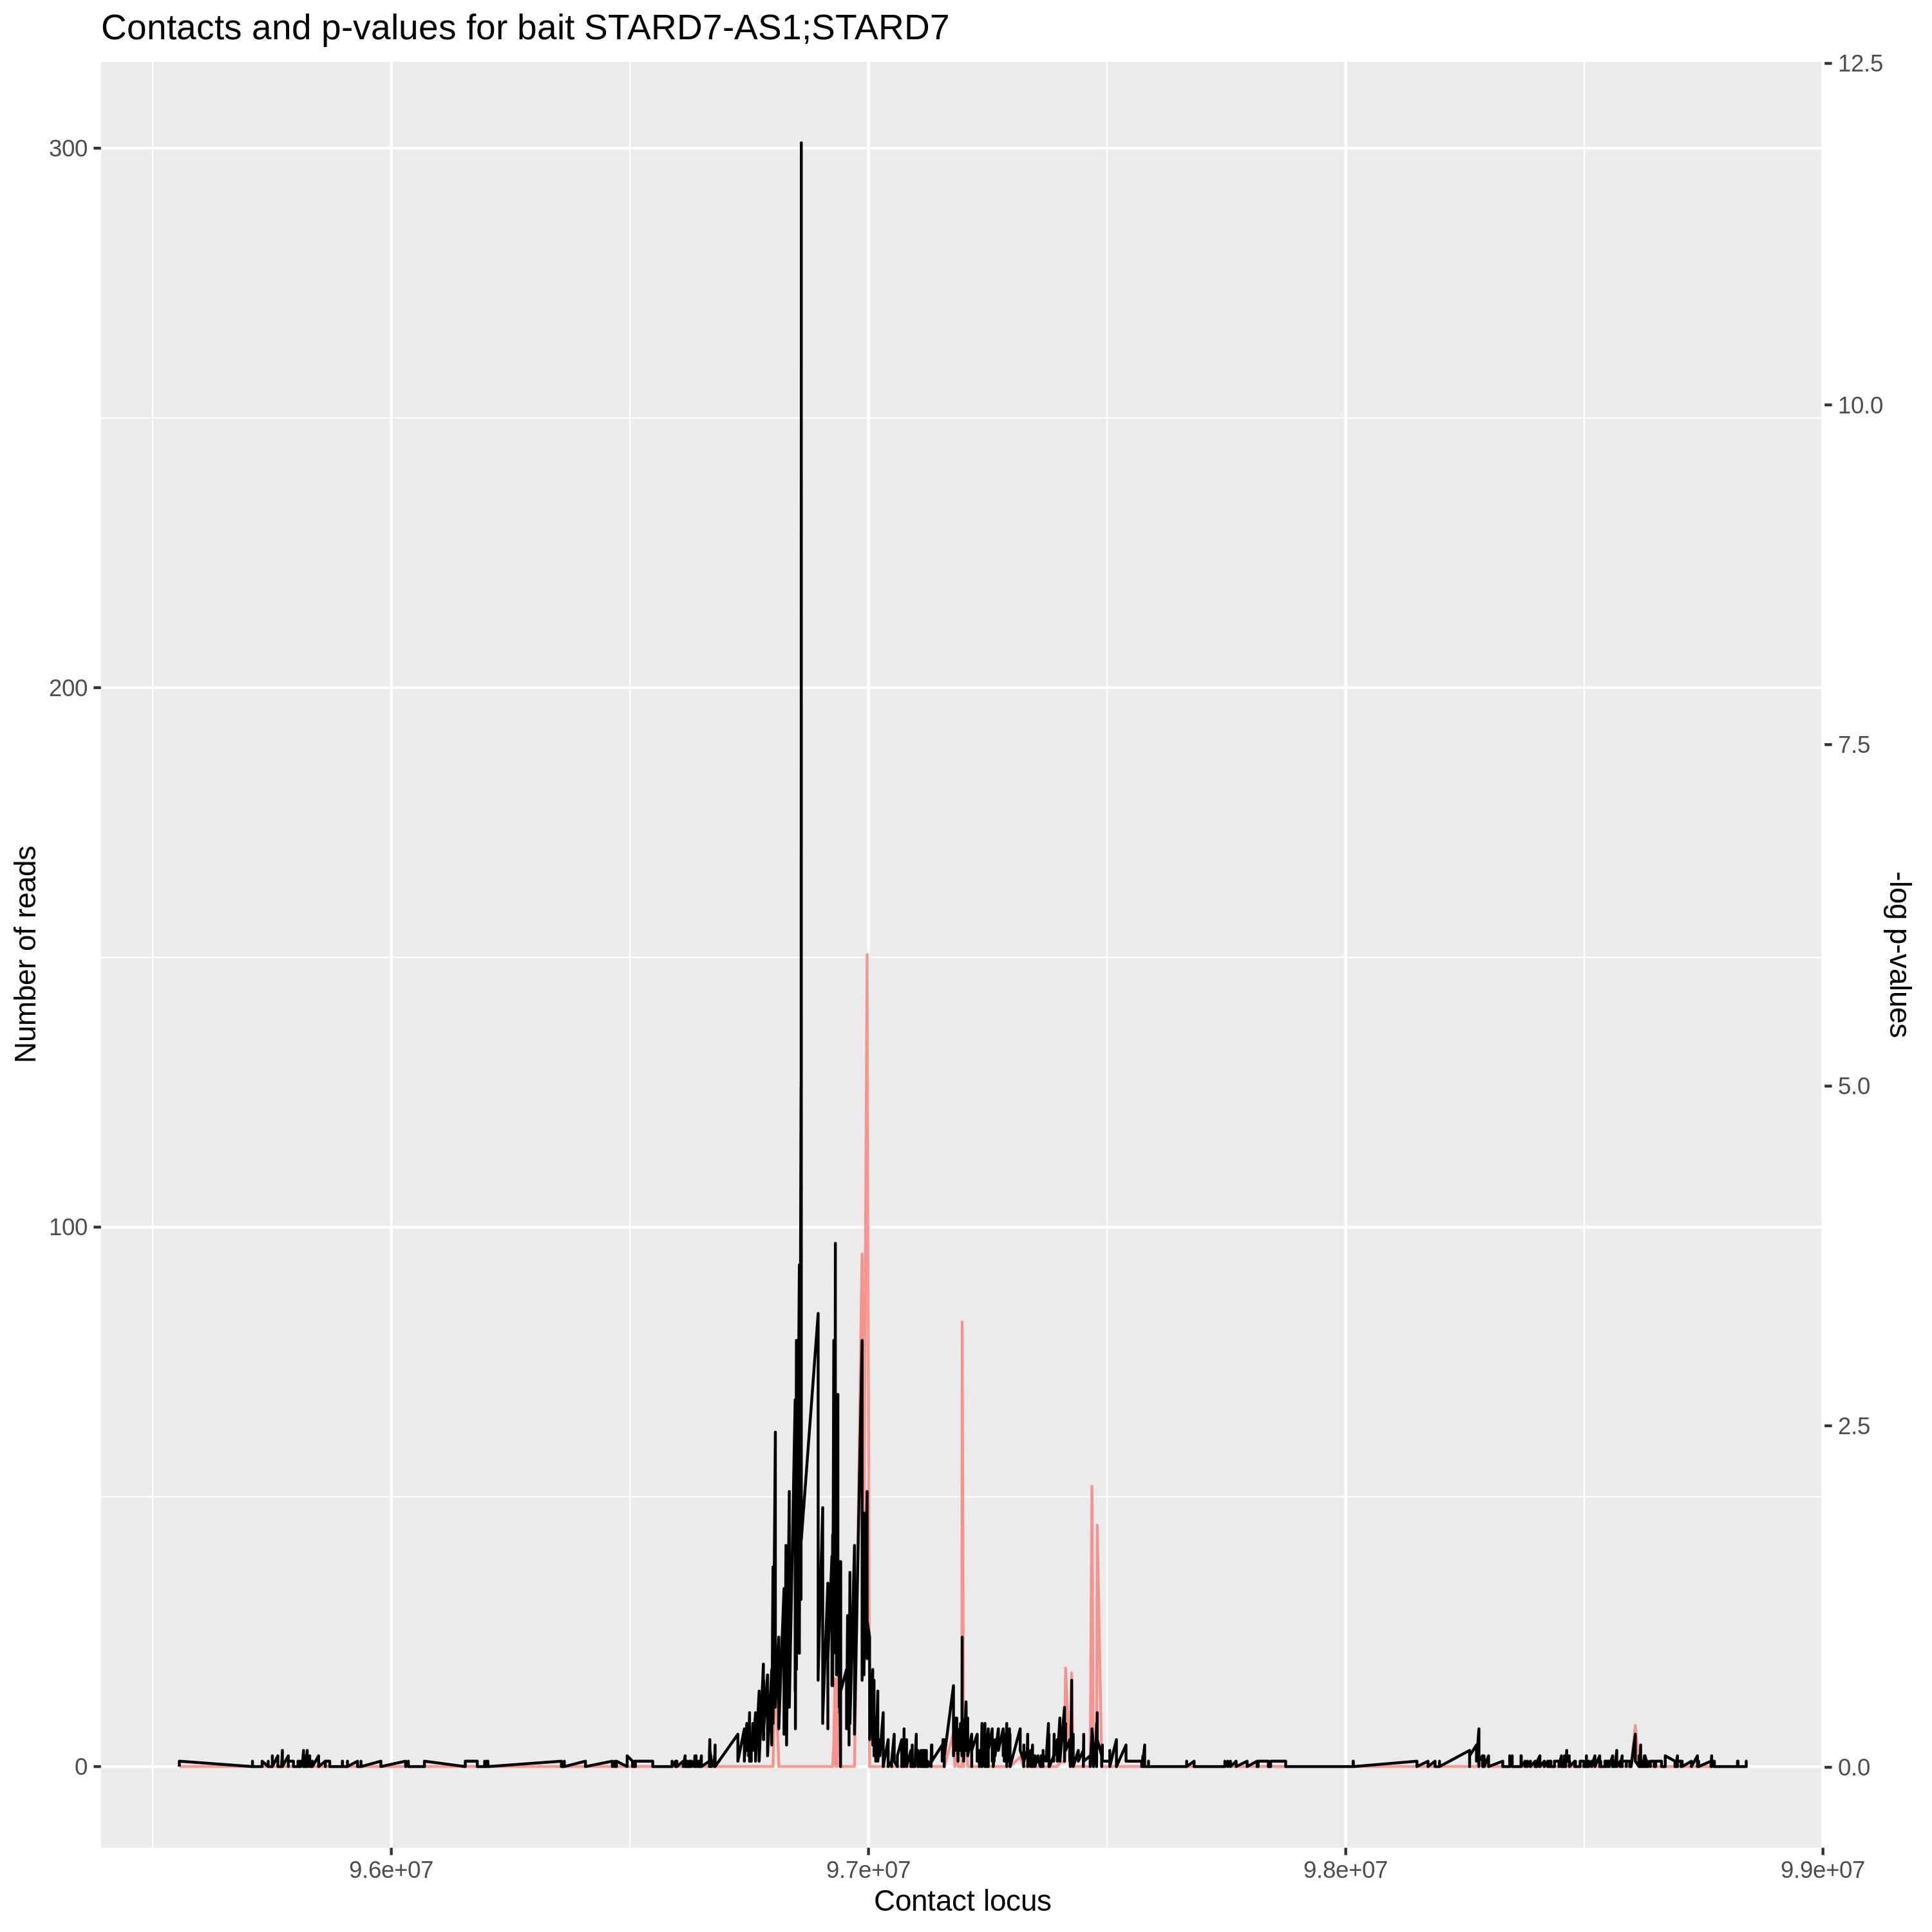 Contacts and p-values for bait STARD7-AS1;STARD7
300
200
100
0
Number of reads
12.5
10.0
7.5
5.0
2.5
0.0
-log p-values
9.6e+07
9.7e+07
9.8e+07
9.9e+07
Contact locus